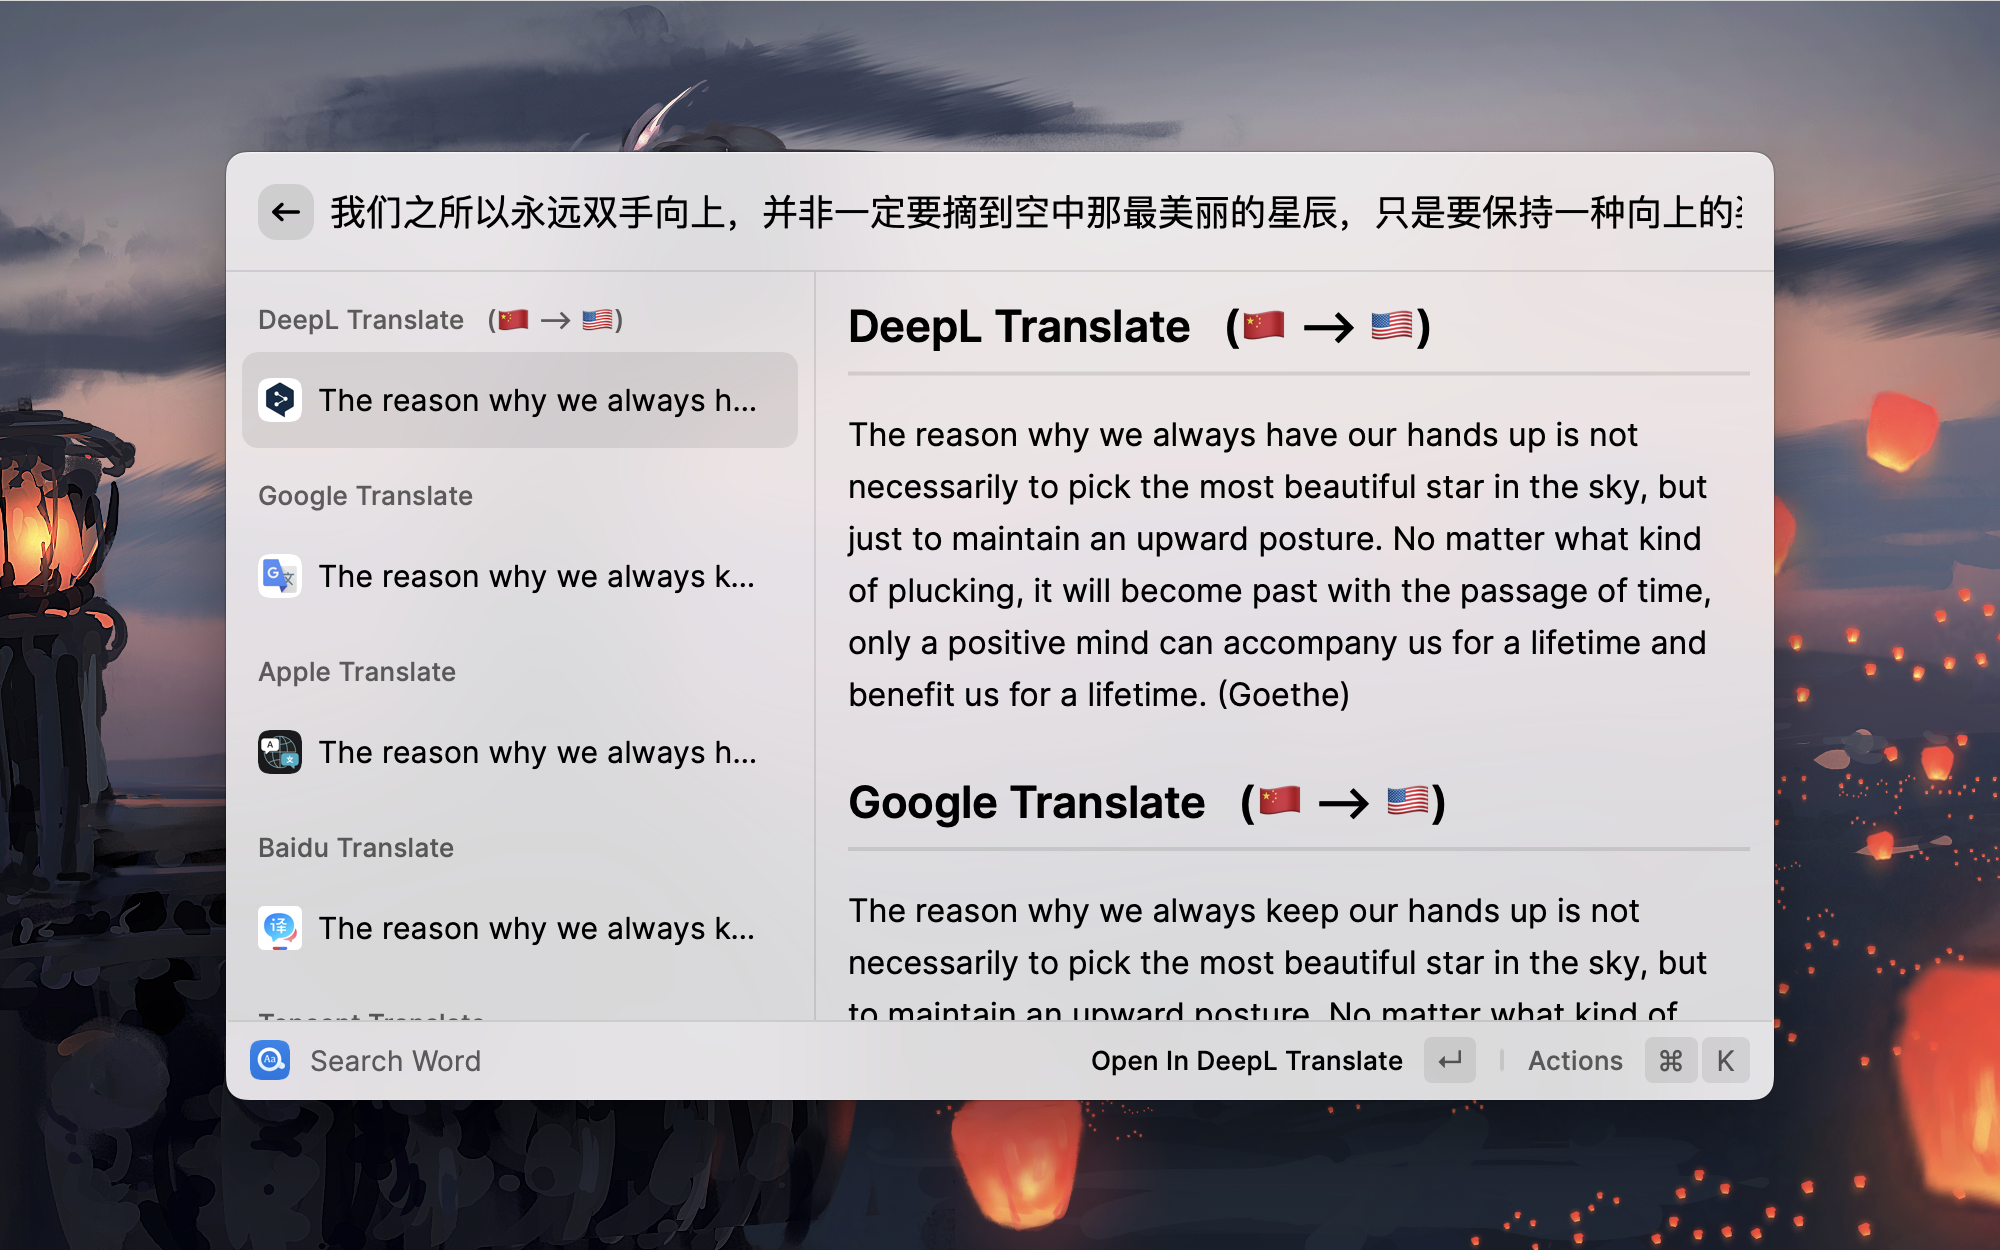 我们之所以永远双手向上，并非一定要摘到空中那最美丽的星辰，只是要保持一种向上的
DeepL Translate (🇨🇳 → 🇺🇸)
The reason why we always h...
Google Translate
The reason why we always k...
Apple Translate
The reason why we always h...
Baidu Translate
The reason why we always k...
Tencent Translate
DeepL Translate (🇨🇳 → 🇺🇸)
The reason why we always have our hands up is not
necessarily to pick the most beautiful star in the sky, but
just to maintain an upward posture. No matter what kind
of plucking, it will become past with the passage of time,
only a positive mind can accompany us for a lifetime and
benefit us for a lifetime. (Goethe)
Google Translate (🇨🇳 → 🇺🇸)
The reason why we always keep our hands up is not
necessarily to pick the most beautiful star in the sky, but
to maintain an upward posture. No matter what kind of
Search Word
Open In DeepL Translate ↵ | Actions ⌘ K